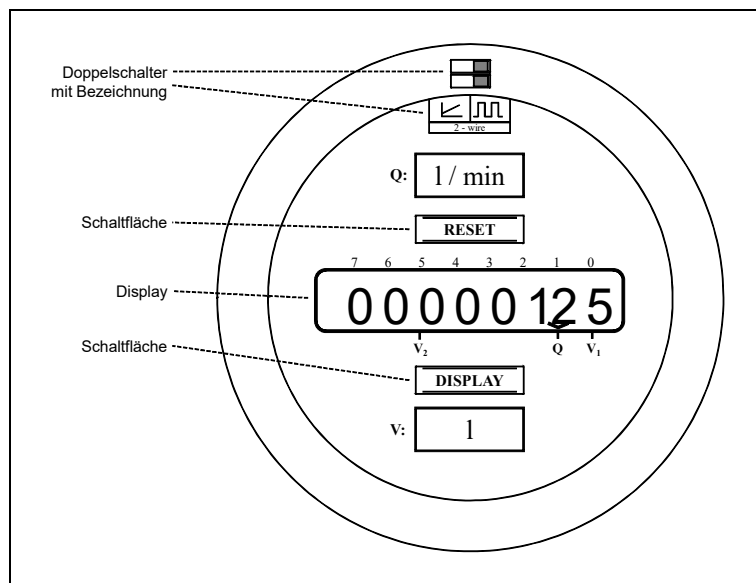 Doppelschalter
mit Bezeichnung
2 - wire
Q: l / min
Schaltfläche
RESET
7 6 5 4 3 2 1 0
Display
00000125
V₂ Q V₁
Schaltfläche
DISPLAY
V: l